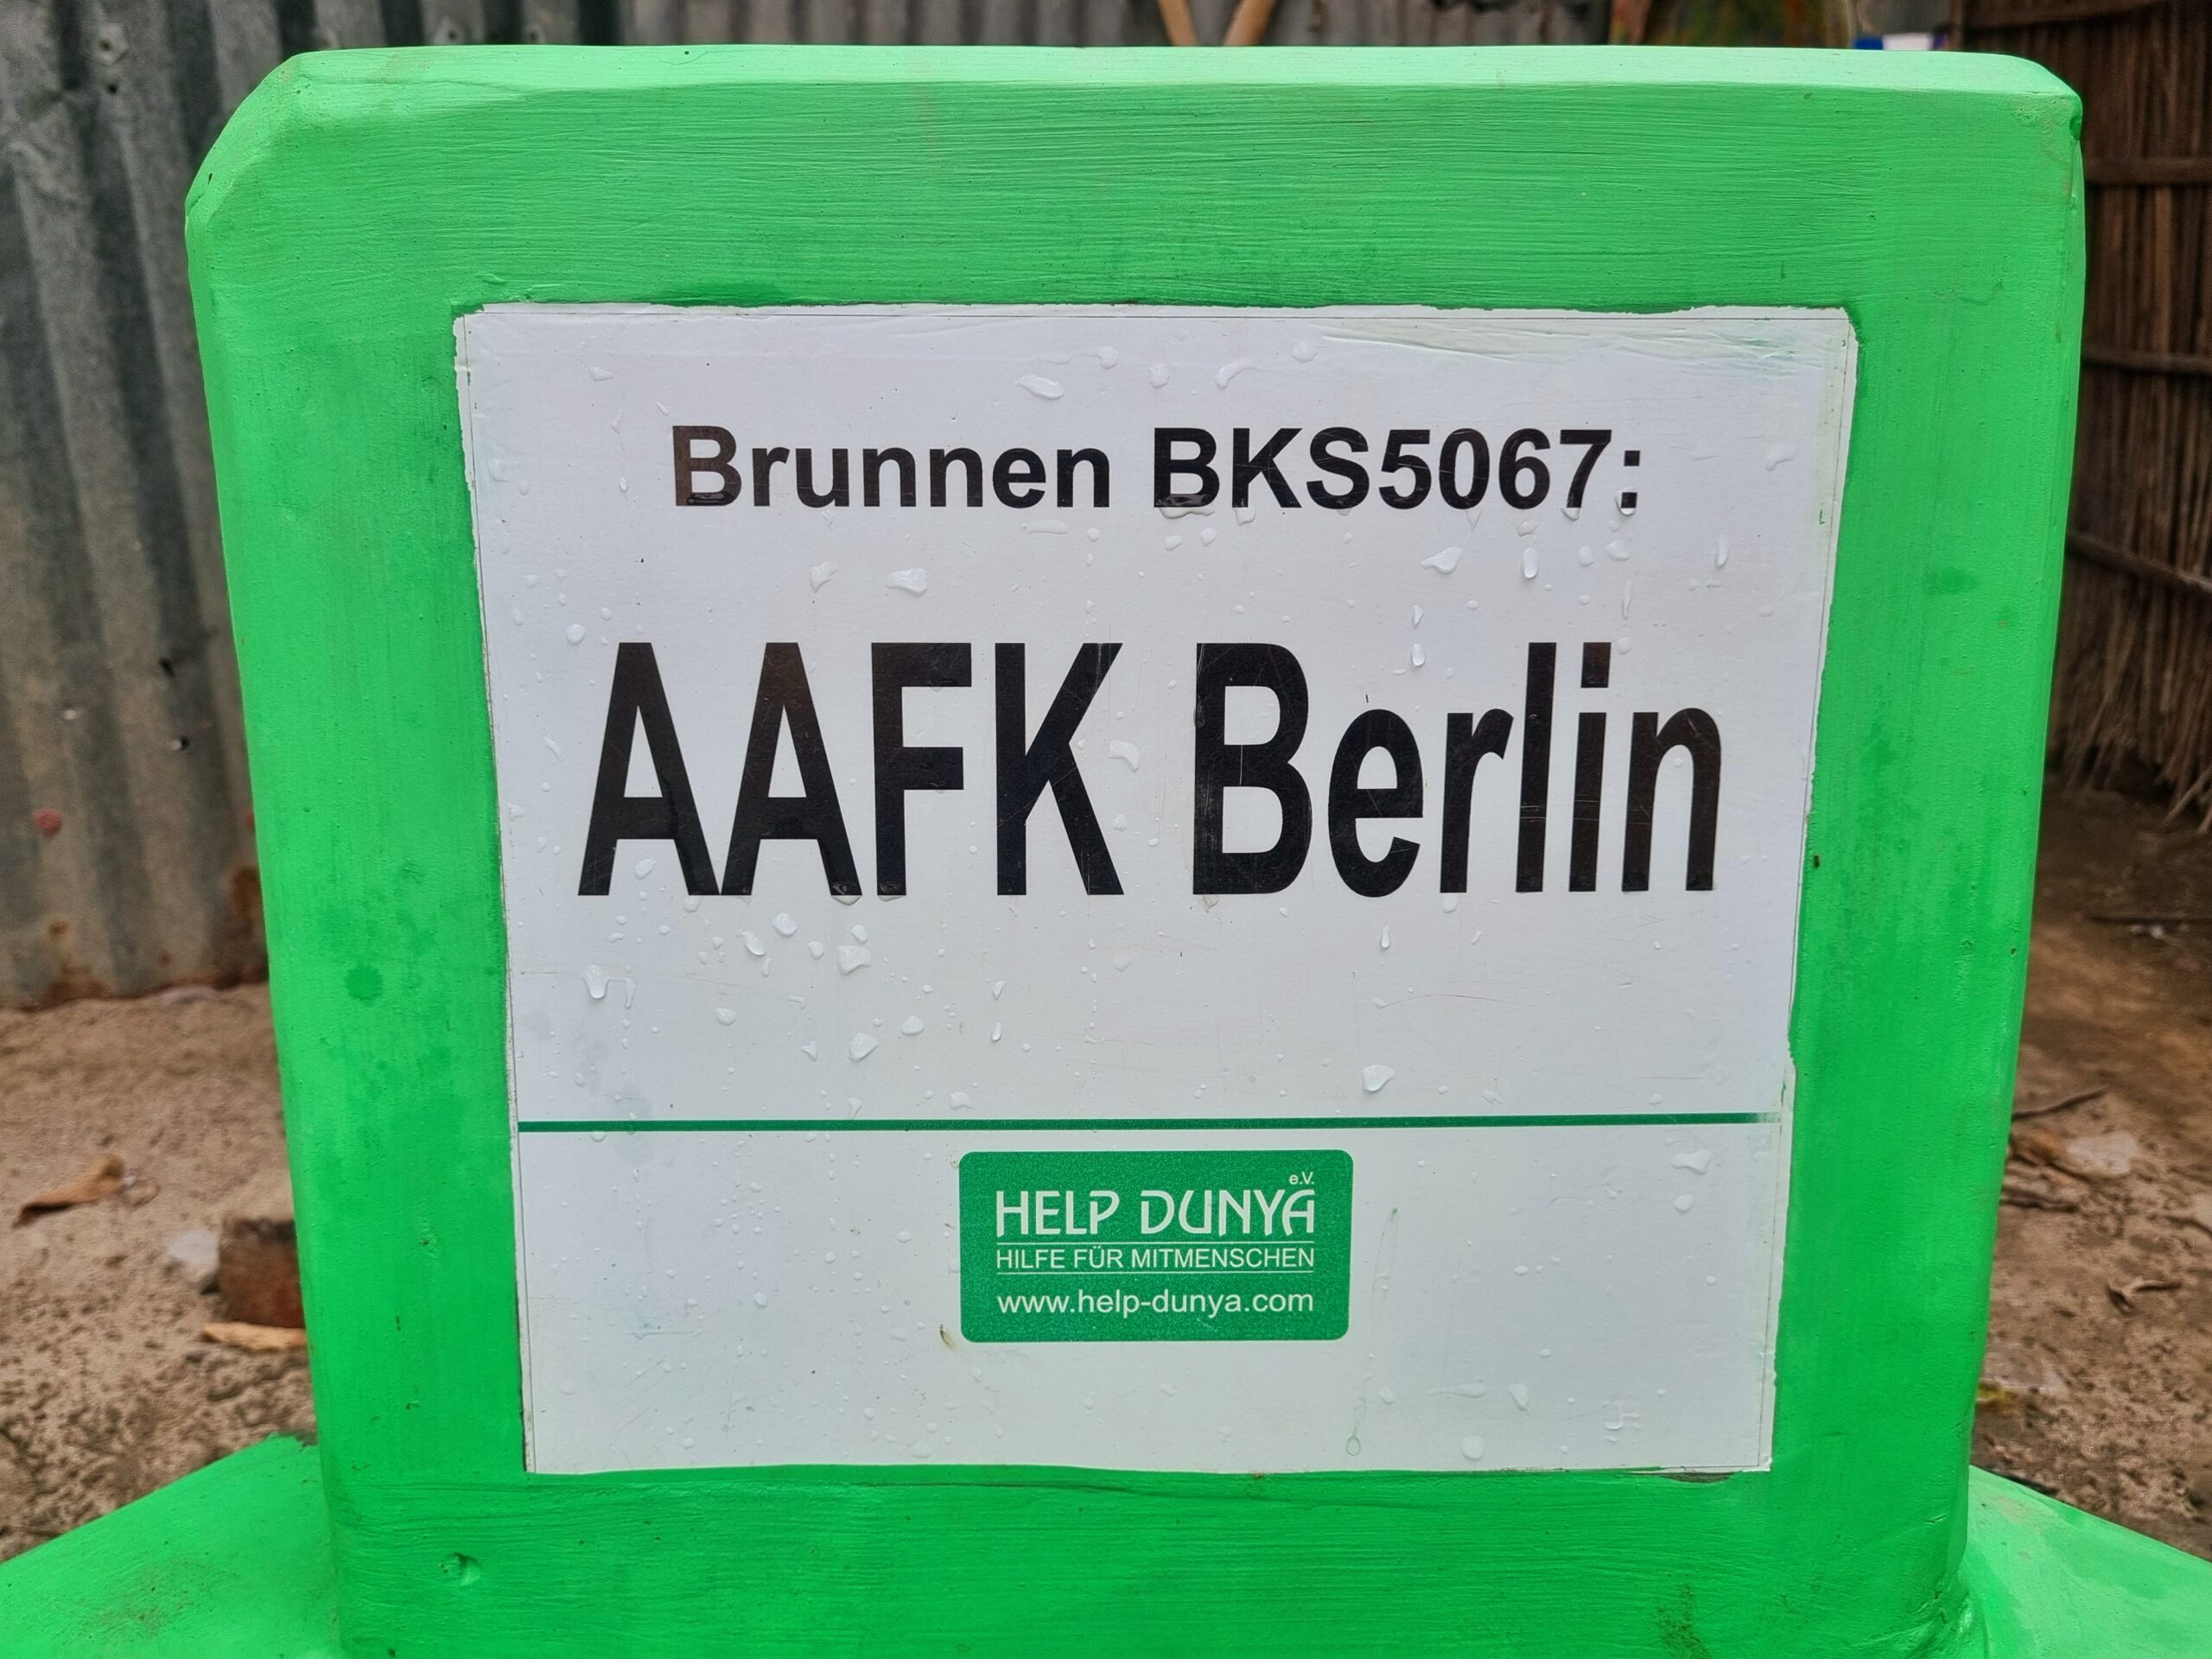 Brunnen BKS5067:
AAFK Berlin
HELP DUNYA e.V.
HILFE FÜR MITMENSCHEN
www.help-dunya.com